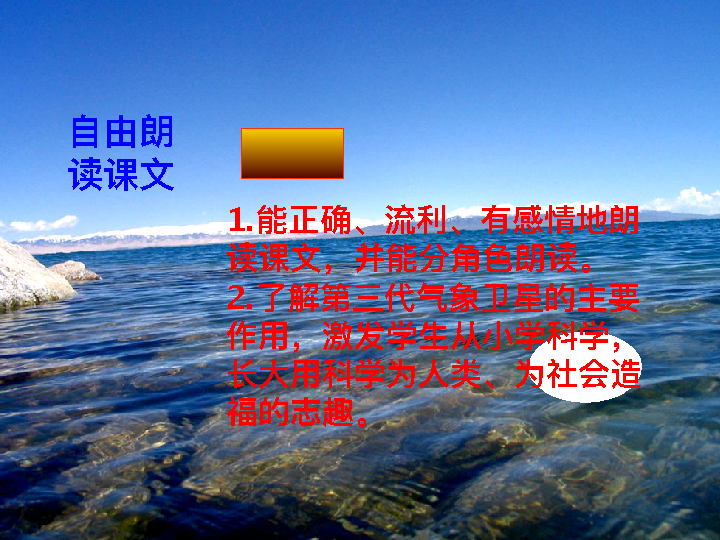 自由朗
读课文
1.能正确、流利、有感情地朗
读课文，并能分角色朗读。
2.了解第三代气象卫星的主要
作用，激发学生从小学科学，
长大用科学为人类、为社会造
福的志趣。